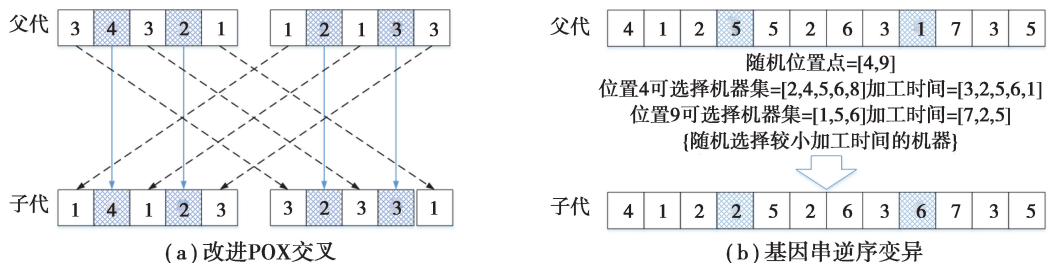 父代 3 4 3 2 1 1 2 1 3 3
子代 1 4 1 2 3 3 2 3 3 1
(a)改进POX交叉
父代 4 1 2 5 5 2 6 3 1 7 3 5
随机位置点=[4,9]
位置4可选择机器集=[2,4,5,6,8]加工时间=[3,2,5,6,1]
位置9可选择机器集=[1,5,6]加工时间=[7,2,5]
{随机选择较小加工时间的机器}
子代 4 1 2 2 5 2 6 3 6 7 3 5
(b)基因串逆序变异